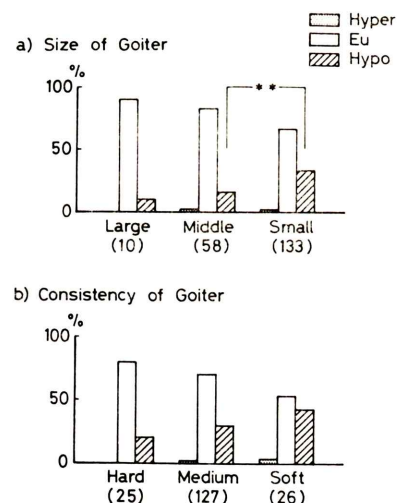 Hyper
Eu
Hypo
a) Size of Goiter
%
100
* *
50
0
Large Middle Small
(10) (58) (133)
b) Consistency of Goiter
%
100
50
0
Hard Medium Soft
(25) (127) (26)